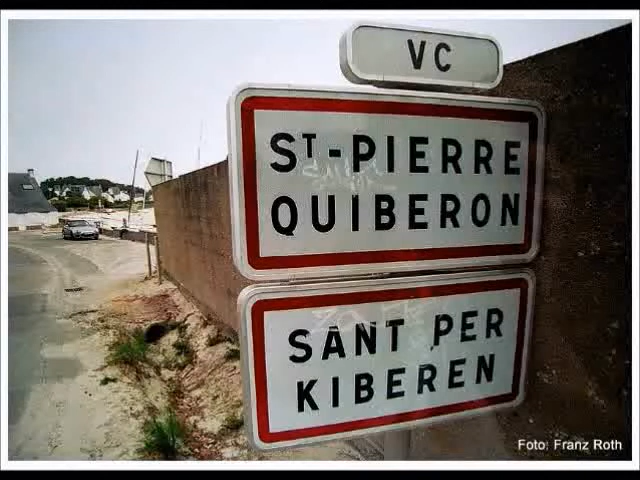 VC
ST-PIERRE
QUIBERON
SANT PER
KIBEREN
Foto: Franz Roth